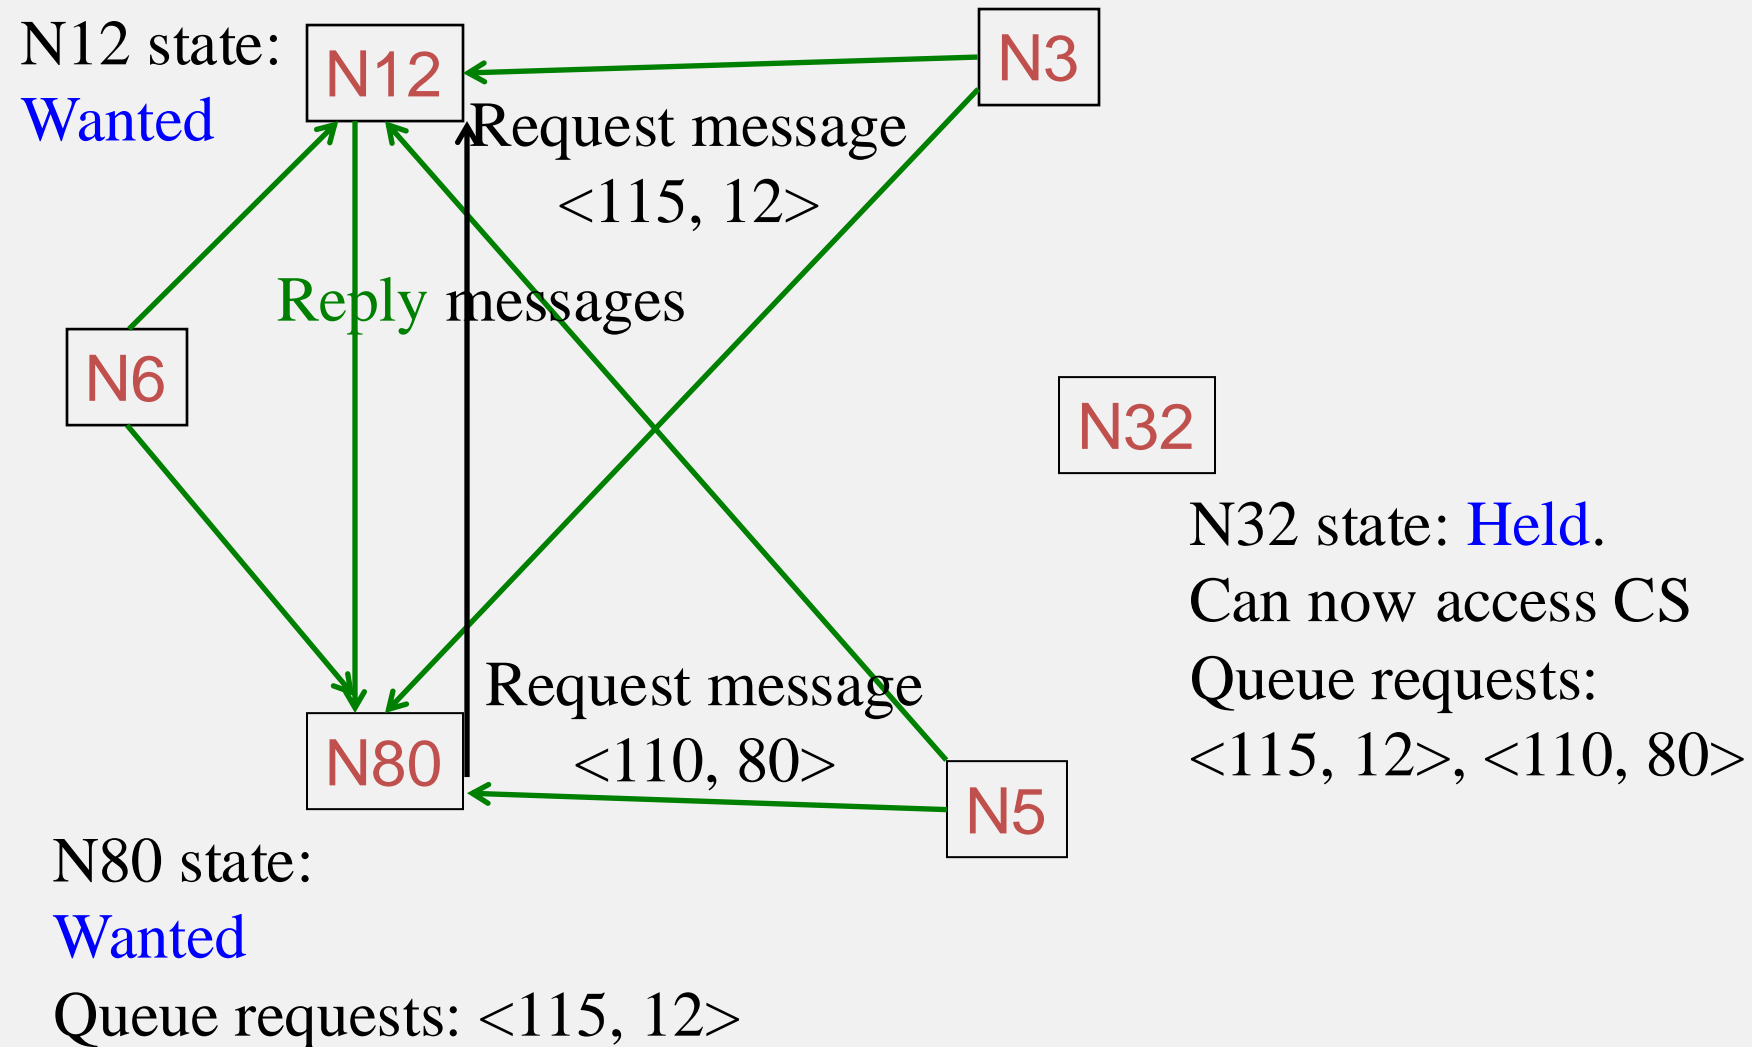 N12 state:
Wanted
N12
N3
Request message
<115, 12>
Reply messages
N6
N32
N32 state: Held.
Can now access CS
Queue requests:
<115, 12>, <110, 80>
Request message
<110, 80>
N80
N5
N80 state:
Wanted
Queue requests: <115, 12>